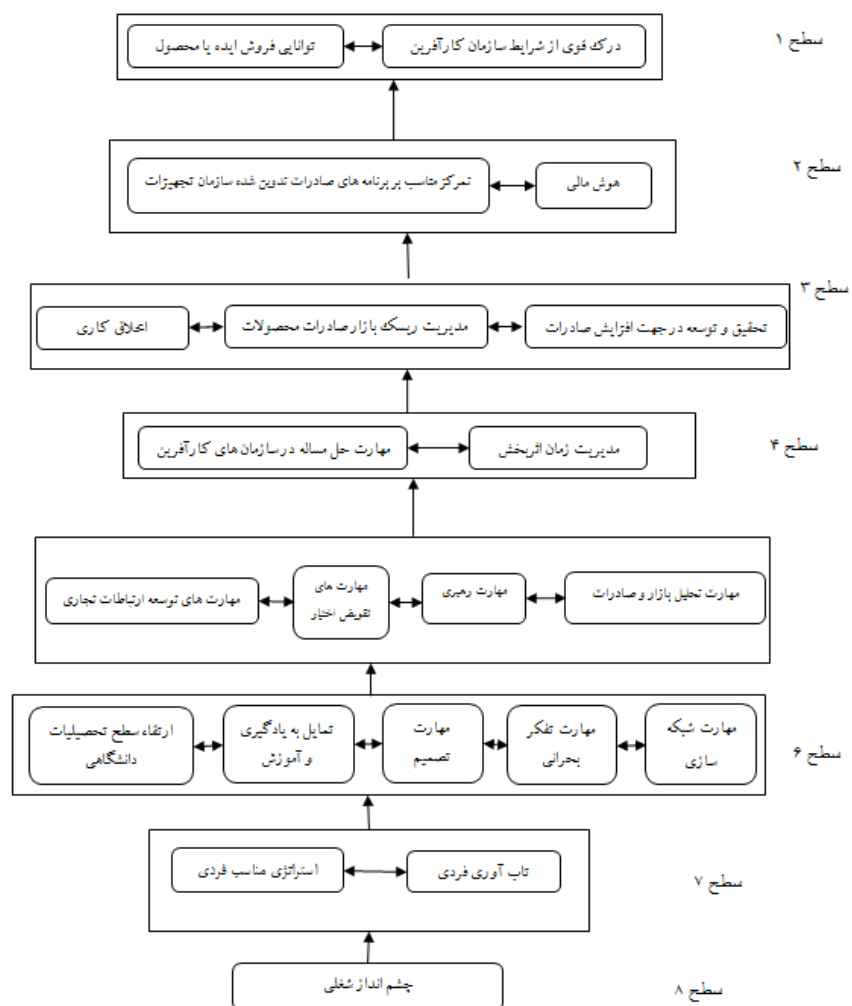 سطح ۱
درک قوی از شرایط سازمان کارآفرین
توانایی فروش ایده یا محصول
سطح ۲
هوش مالی
تمرکز مناسب بر برنامه های صادرات تدوین شده سازمان تجهیزات
سطح ۳
تحقیق و توسعه در جهت افزایش صادرات
مدیریت ریسک بازار صادرات محصولات
اخلاق کاری
سطح ۴
مدیریت زمان اثربخش
مهارت حل مساله در سازمان های کارآفرین
مهارت تحلیل بازار و صادرات
مهارت رهبری
مهارت های
تفویض اختیار
مهارت های توسعه ارتباطات تجاری
سطح ۶
مهارت شبکه
سازی
مهارت تفکر
بحرانی
مهارت
تصمیم
تمایل به یادگیری
و آموزش
ارتقاء سطح تحصیلیات
دانشگاهی
سطح ۷
تاب آوری فردی
استراتژی مناسب فردی
سطح ۸
چشم انداز شغلی